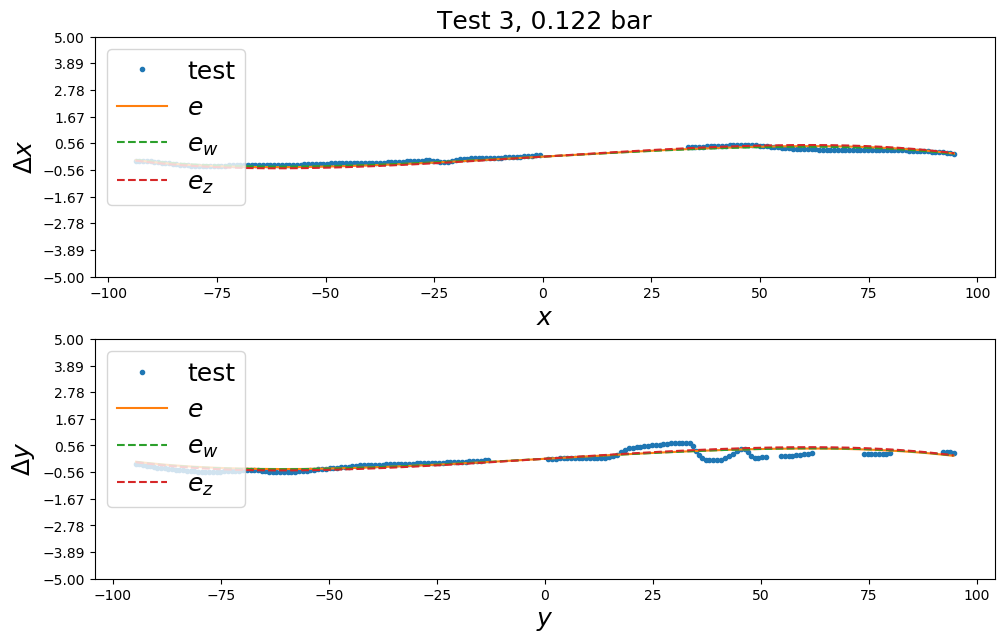 Test 3, 0.122 bar
5.00
3.89
2.78
1.67
0.56
−0.56
−1.67
−2.78
−3.89
−5.00
Δx
test
e
e_w
e_z
−100 −75 −50 −25 0 25 50 75 100
x
5.00
3.89
2.78
1.67
0.56
−0.56
−1.67
−2.78
−3.89
−5.00
Δy
test
e
e_w
e_z
−100 −75 −50 −25 0 25 50 75 100
y